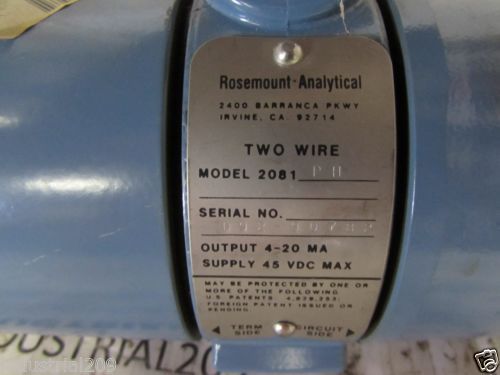 Rosemount-Analytical
2400 BARRANCA PKWY
IRVINE, CA. 92714
TWO WIRE
MODEL 2081 PH
SERIAL NO.
OUTPUT 4-20 MA
SUPPLY 45 VDC MAX
MAY BE PROTECTED BY ONE OR
MORE OF THE FOLLOWING
U.S. PATENTS
FOREIGN PATENT ISSUED OR
PENDING.
TERM CIRCUIT
SIDE SIDE
industrial209